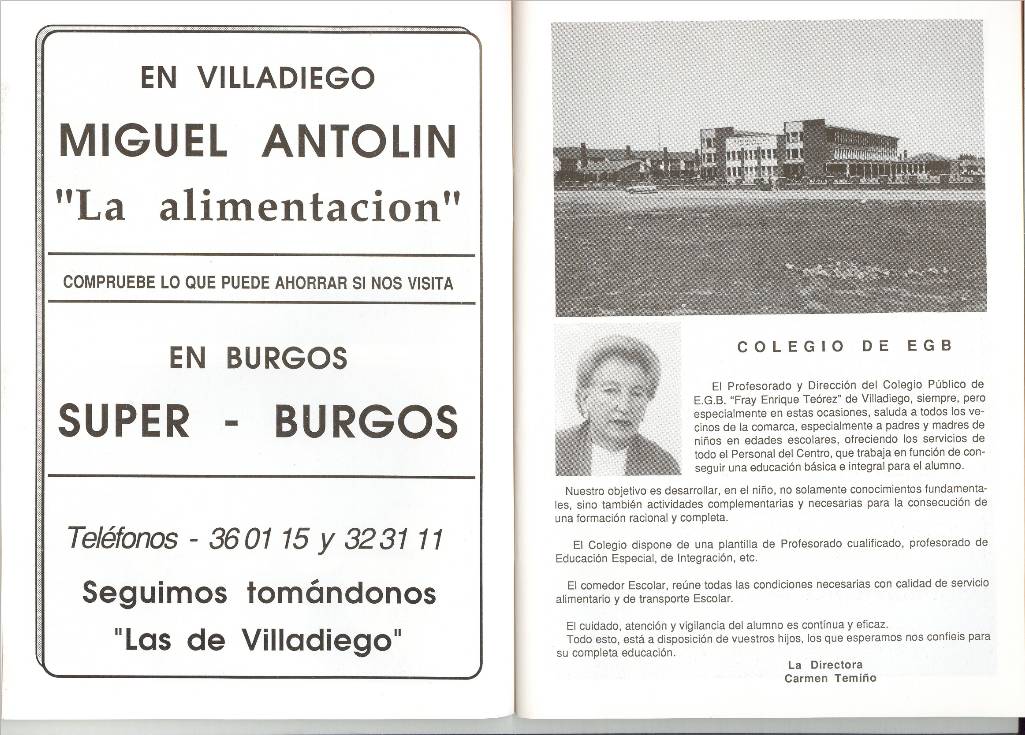 EN VILLADIEGO
MIGUEL ANTOLIN
"La alimentacion"
COMPRUEBE LO QUE PUEDE AHORRAR SI NOS VISITA
EN BURGOS
SUPER - BURGOS
Teléfonos - 36 01 15 y 32 31 11
Seguimos tomándonos
"Las de Villadiego"
COLEGIO DE EGB
El Profesorado y Dirección del Colegio Público de
E.G.B. “Fray Enrique Teórez” de Villadiego, siempre, pero
especialmente en estas ocasiones, saluda a todos los ve-
cinos de la comarca, especialmente a padres y madres de
niños en edades escolares, ofreciendo los servicios de
todo el Personal del Centro, que trabaja en función de con-
seguir una educación básica e integral para el alumno.
Nuestro objetivo es desarrollar, en el niño, no solamente conocimientos fundamenta-
les, sino también actividades complementarias y necesarias para la consecución de
una formación racional y completa.
El Colegio dispone de una plantilla de Profesorado cualificado, profesorado de
Educación Especial, de Integración, etc.
El comedor Escolar, reúne todas las condiciones necesarias con calidad de servicio
alimentario y de transporte Escolar.
El cuidado, atención y vigilancia del alumno es contínua y eficaz.
Todo esto, está a disposición de vuestros hijos, los que esperamos nos confieis para
su completa educación.
La Directora
Carmen Temiño